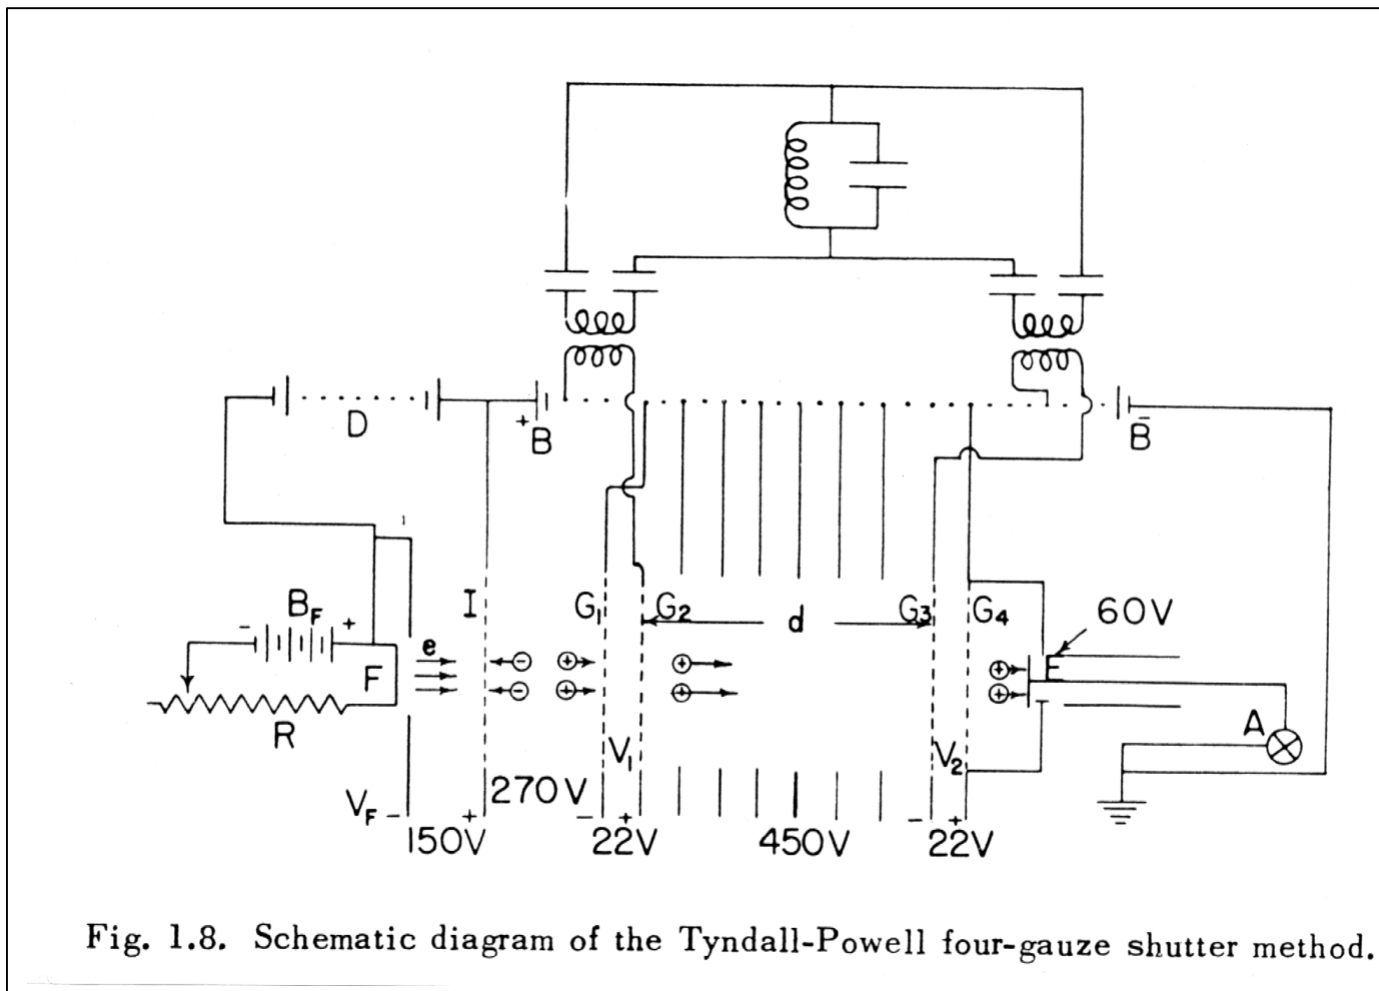 D
+ B
B̄
B_F
- +
I
G₁
G₂
d
G₃
G₄
60V
e
F
E
⊖
⊕
⊕
⊕
⊖
⊕
⊕
⊕
R
A
V₁
V₂
270V
V_F - +
- +
- +
150V
22V
450V
22V
Fig. 1.8. Schematic diagram of the Tyndall-Powell four-gauze shutter method.